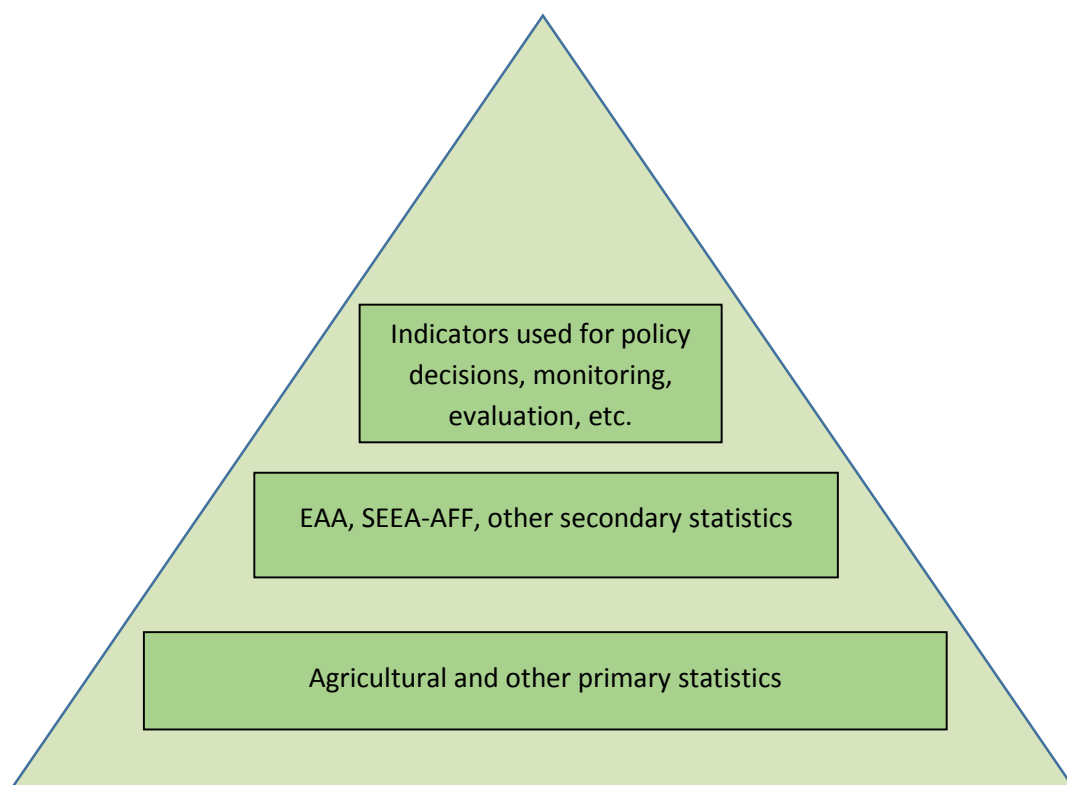 Indicators used for policy
decisions, monitoring,
evaluation, etc.
EAA, SEEA-AFF, other secondary statistics
Agricultural and other primary statistics